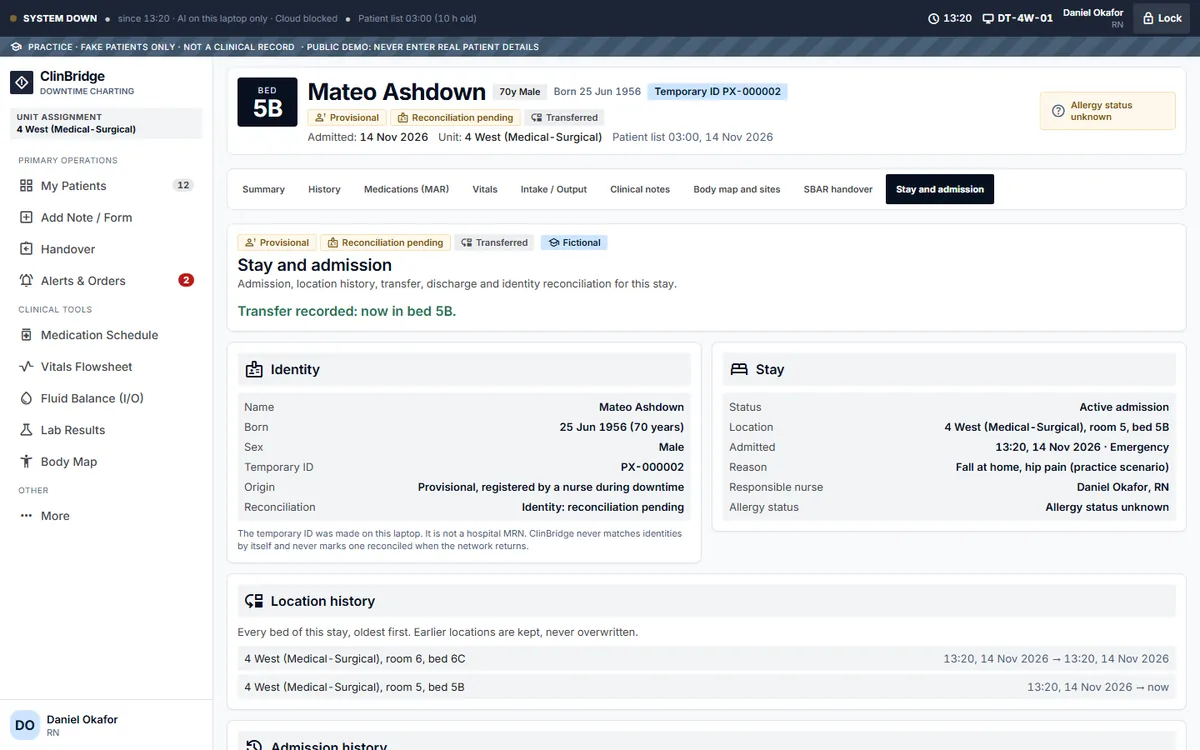 SYSTEM DOWN • since 13:20 · AI on this laptop only · Cloud blocked • Patient list 03:00 (10 h old)
13:20 DT-4W-01 Daniel Okafor RN Lock
PRACTICE · FAKE PATIENTS ONLY · NOT A CLINICAL RECORD · PUBLIC DEMO: NEVER ENTER REAL PATIENT DETAILS
ClinBridge
DOWNTIME CHARTING
UNIT ASSIGNMENT
4 West (Medical-Surgical)
PRIMARY OPERATIONS
My Patients 12
Add Note / Form
Handover
Alerts & Orders 2
CLINICAL TOOLS
Medication Schedule
Vitals Flowsheet
Fluid Balance (I/O)
Lab Results
Body Map
OTHER
More
DO Daniel Okafor
RN
BED
5B
Mateo Ashdown 70y Male Born 25 Jun 1956 Temporary ID PX-000002
Provisional Reconciliation pending Transferred
Admitted: 14 Nov 2026 Unit: 4 West (Medical-Surgical) Patient list 03:00, 14 Nov 2026
Allergy status
unknown
Summary History Medications (MAR) Vitals Intake / Output Clinical notes Body map and sites SBAR handover Stay and admission
Provisional Reconciliation pending Transferred Fictional
Stay and admission
Admission, location history, transfer, discharge and identity reconciliation for this stay.
Transfer recorded: now in bed 5B.
Identity
Name Mateo Ashdown
Born 25 Jun 1956 (70 years)
Sex Male
Temporary ID PX-000002
Origin Provisional, registered by a nurse during downtime
Reconciliation Identity: reconciliation pending
The temporary ID was made on this laptop. It is not a hospital MRN. ClinBridge never matches identities
by itself and never marks one reconciled when the network returns.
Stay
Status Active admission
Location 4 West (Medical-Surgical), room 5, bed 5B
Admitted 13:20, 14 Nov 2026 · Emergency
Reason Fall at home, hip pain (practice scenario)
Responsible nurse Daniel Okafor, RN
Allergy status Allergy status unknown
Location history
Every bed of this stay, oldest first. Earlier locations are kept, never overwritten.
4 West (Medical-Surgical), room 6, bed 6C 13:20, 14 Nov 2026 → 13:20, 14 Nov 2026
4 West (Medical-Surgical), room 5, bed 5B 13:20, 14 Nov 2026 → now
Admission history